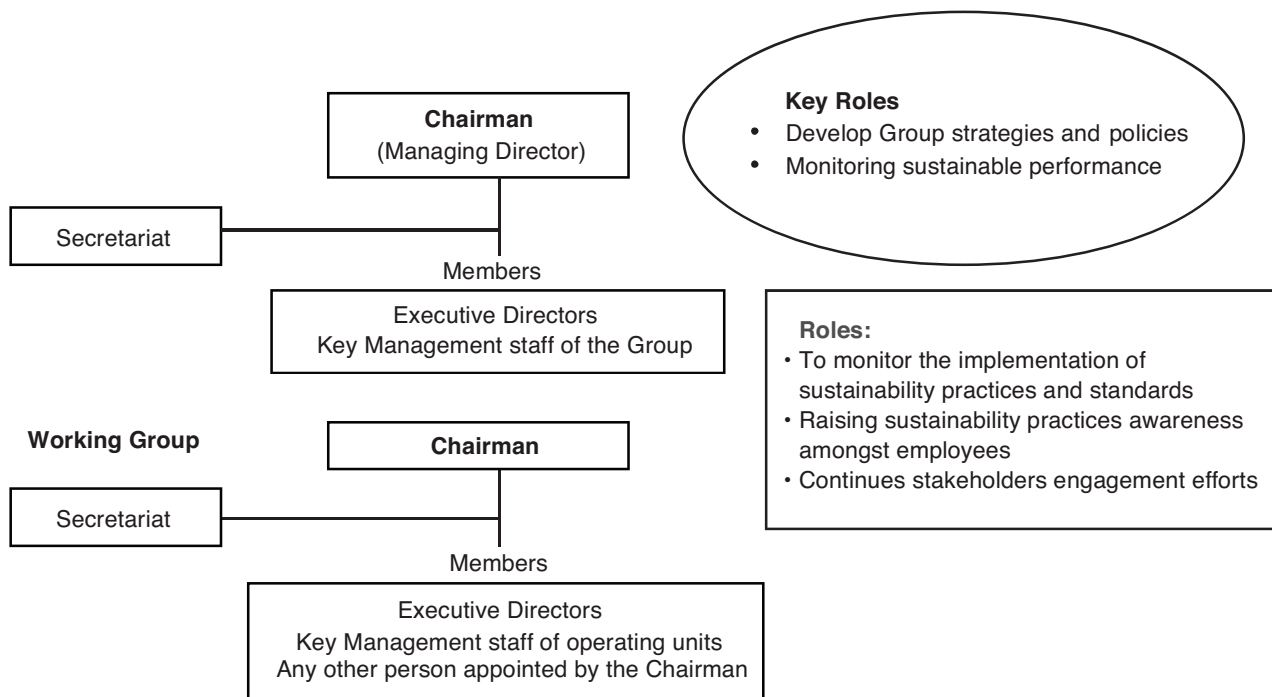 Chairman
(Managing Director)
Secretariat
Members
Executive Directors
Key Management staff of the Group
Key Roles
• Develop Group strategies and policies
• Monitoring sustainable performance
Working Group
Chairman
Secretariat
Members
Executive Directors
Key Management staff of operating units
Any other person appointed by the Chairman
Roles:
• To monitor the implementation of
sustainability practices and standards
• Raising sustainability practices awareness
amongst employees
• Continues stakeholders engagement efforts